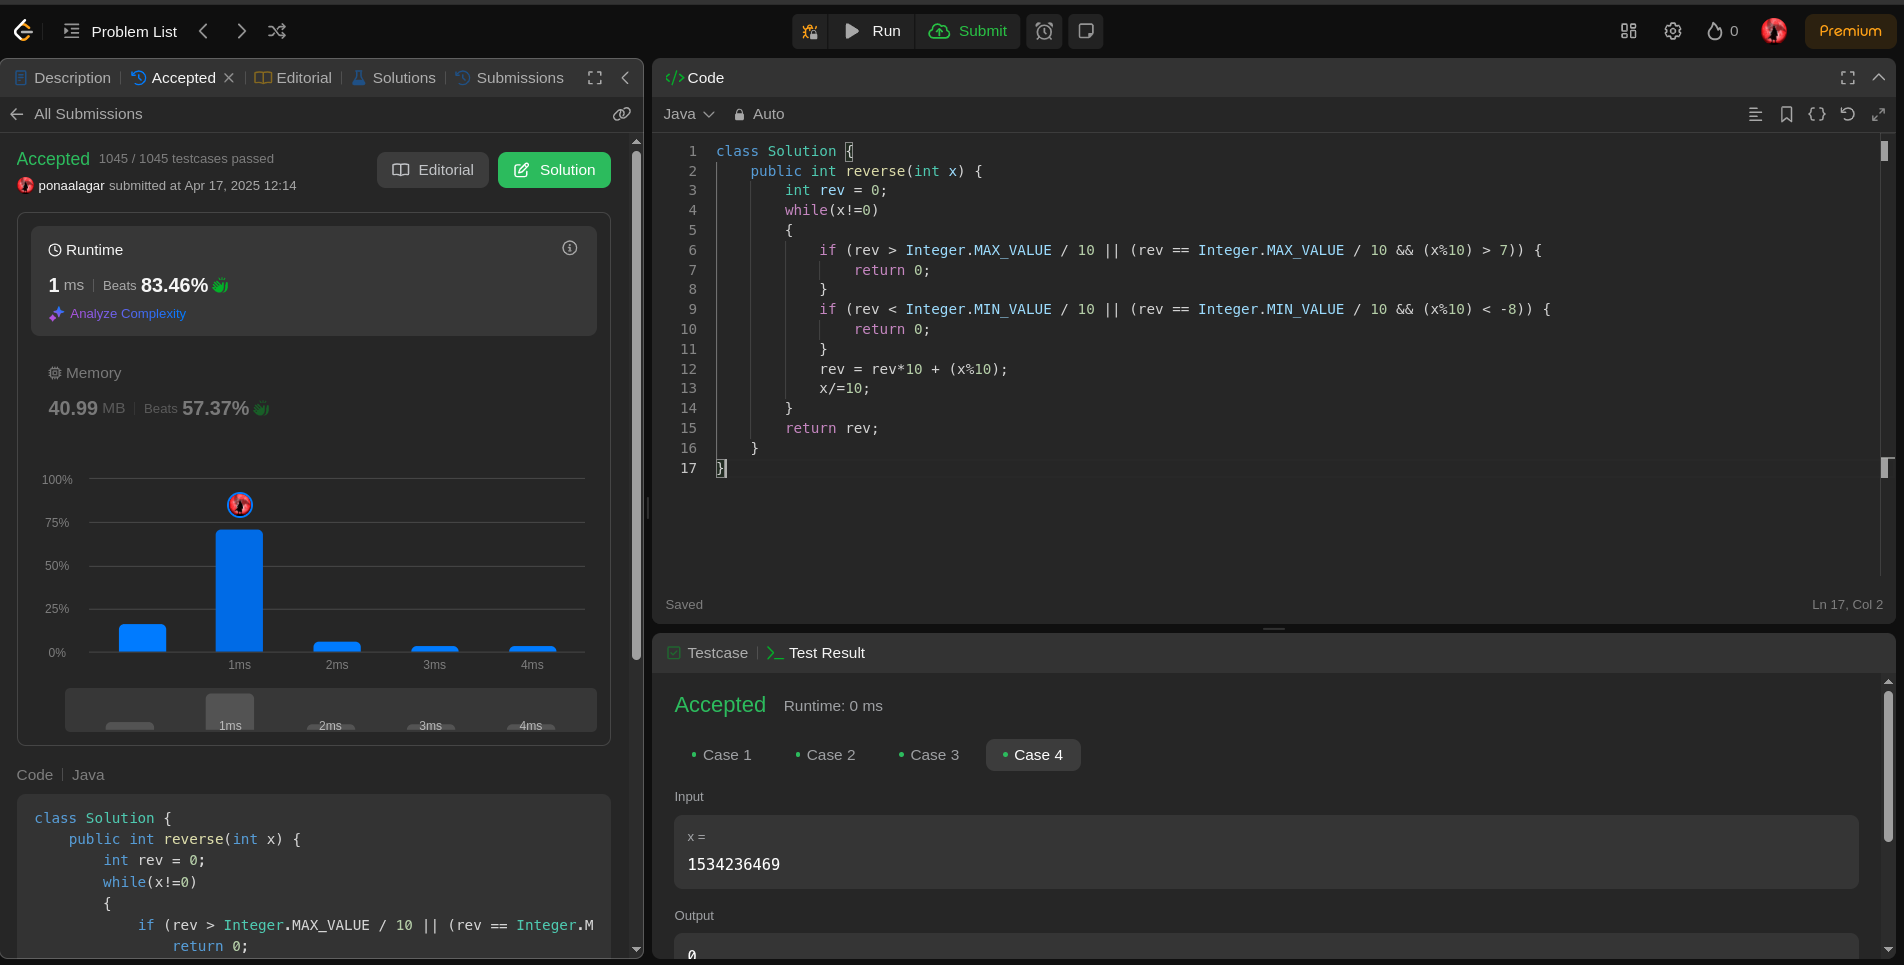 Problem List
Run
Submit
0
Premium
Description | Accepted | Editorial | Solutions | Submissions
All Submissions
Accepted 1045 / 1045 testcases passed
ponaalagar submitted at Apr 17, 2025 12:14
Editorial
Solution
Runtime
1 ms | Beats 83.46%
Analyze Complexity
Memory
40.99 MB | Beats 57.37%
100%
75%
50%
25%
0%
1ms 2ms 3ms 4ms
1ms 2ms 3ms 4ms
Code | Java
class Solution {
    public int reverse(int x) {
        int rev = 0;
        while(x!=0)
        {
            if (rev > Integer.MAX_VALUE / 10 || (rev == Integer.M
                return 0;
</> Code
Java Auto
1 class Solution {
2     public int reverse(int x) {
3         int rev = 0;
4         while(x!=0)
5         {
6             if (rev > Integer.MAX_VALUE / 10 || (rev == Integer.MAX_VALUE / 10 && (x%10) > 7)) {
7                 return 0;
8             }
9             if (rev < Integer.MIN_VALUE / 10 || (rev == Integer.MIN_VALUE / 10 && (x%10) < -8)) {
10                 return 0;
11             }
12             rev = rev*10 + (x%10);
13             x/=10;
14         }
15         return rev;
16     }
17 }
Saved
Ln 17, Col 2
Testcase | >_ Test Result
Accepted Runtime: 0 ms
• Case 1 • Case 2 • Case 3 • Case 4
Input
x =
1534236469
Output
0